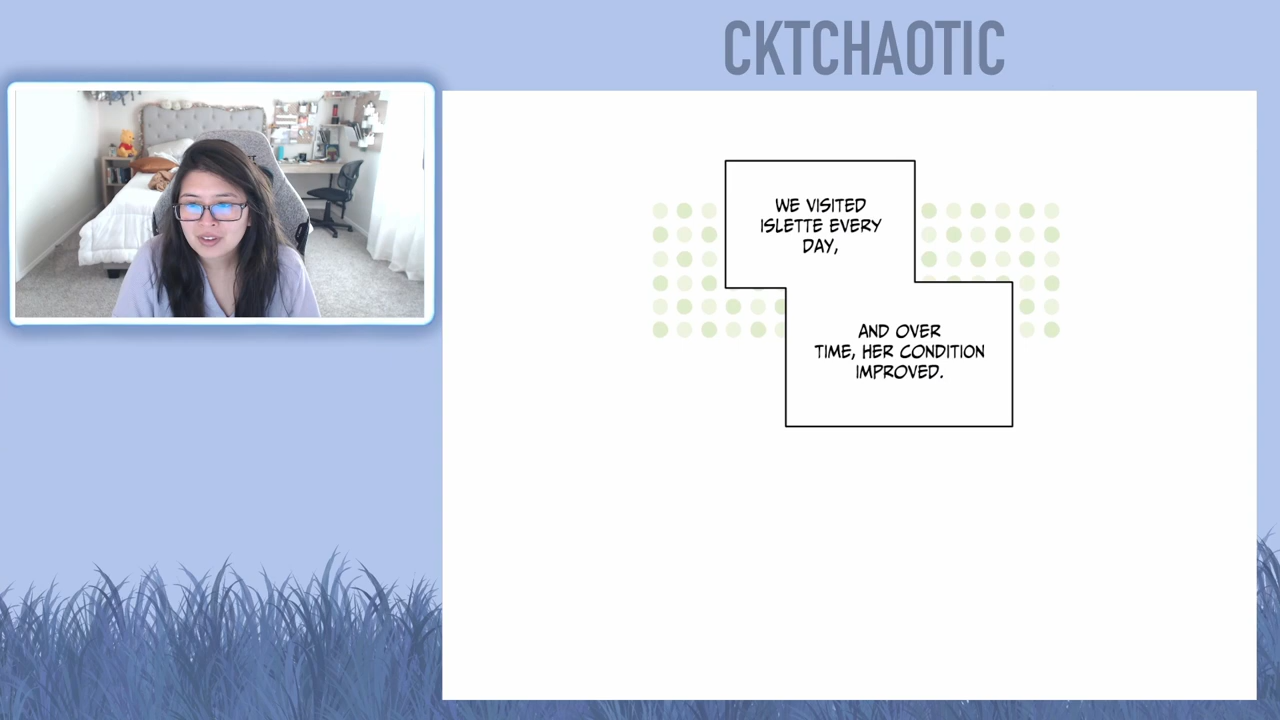 CKTCHAOTIC
WE VISITED
ISLETTE EVERY
DAY,
AND OVER
TIME, HER CONDITION
IMPROVED.